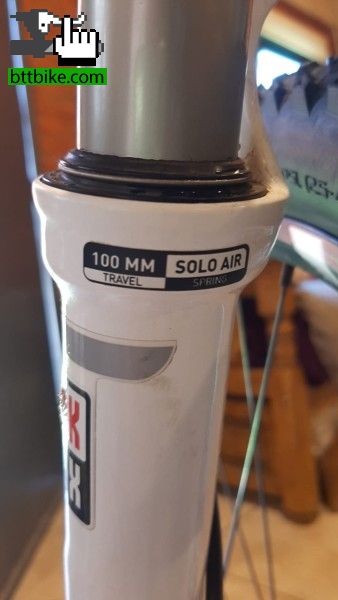 bttbike.com
100 MM
TRAVEL
SOLO AIR
SPRING